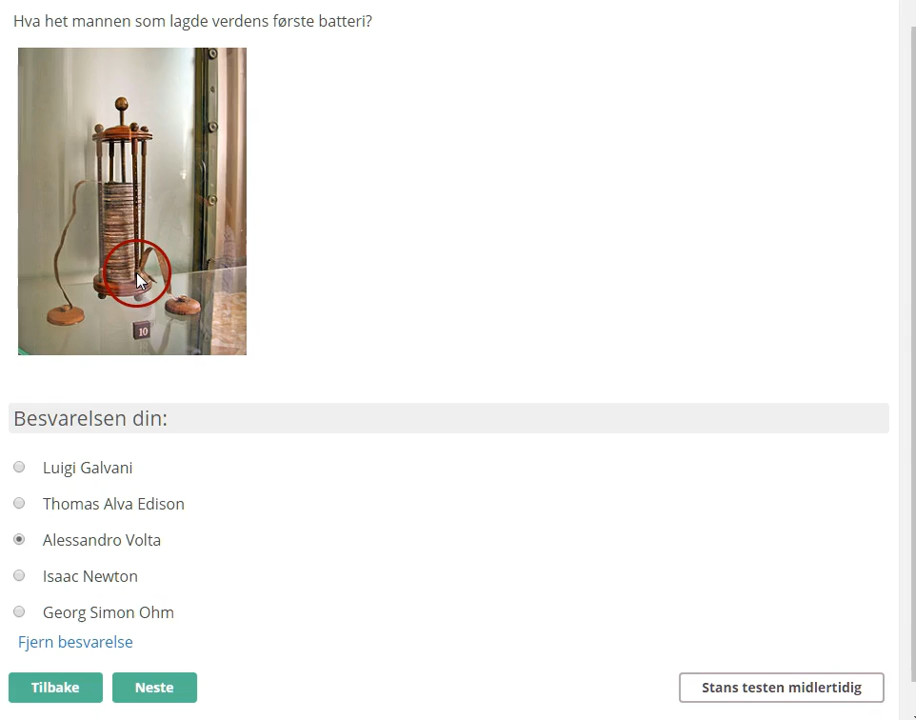 Hva het mannen som lagde verdens første batteri?
10
Besvarelsen din:
Luigi Galvani
Thomas Alva Edison
Alessandro Volta
Isaac Newton
Georg Simon Ohm
Fjern besvarelse
Tilbake
Neste
Stans testen midlertidig